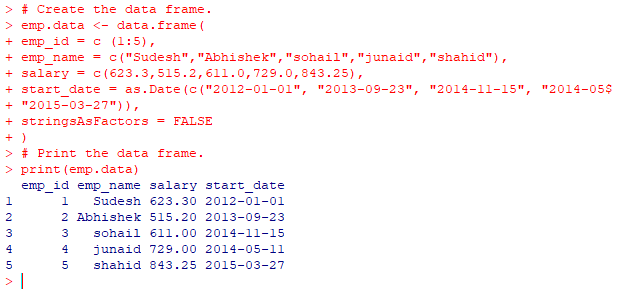 > # Create the data frame.
> emp.data <- data.frame(
+ emp_id = c (1:5),
+ emp_name = c("Sudesh","Abhishek","sohail","junaid","shahid"),
+ salary = c(623.3,515.2,611.0,729.0,843.25),
+ start_date = as.Date(c("2012-01-01", "2013-09-23", "2014-11-15", "2014-05$
+ "2015-03-27")),
+ stringsAsFactors = FALSE
+ )
> # Print the data frame.
> print(emp.data)
  emp_id emp_name salary start_date
1      1   Sudesh 623.30 2012-01-01
2      2 Abhishek 515.20 2013-09-23
3      3   sohail 611.00 2014-11-15
4      4   junaid 729.00 2014-05-11
5      5   shahid 843.25 2015-03-27
>